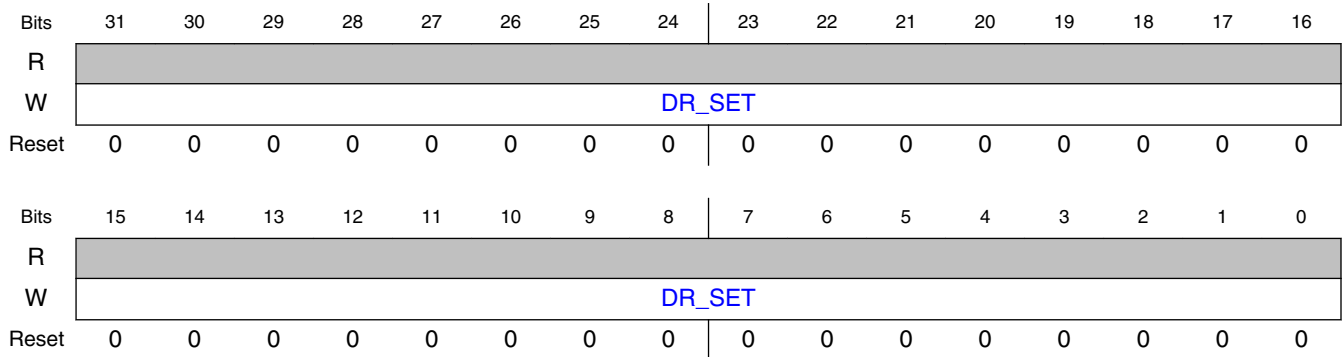 Bits 31 30 29 28 27 26 25 24 23 22 21 20 19 18 17 16
R
W DR_SET
Reset 0 0 0 0 0 0 0 0 0 0 0 0 0 0 0 0
Bits 15 14 13 12 11 10 9 8 7 6 5 4 3 2 1 0
R
W DR_SET
Reset 0 0 0 0 0 0 0 0 0 0 0 0 0 0 0 0